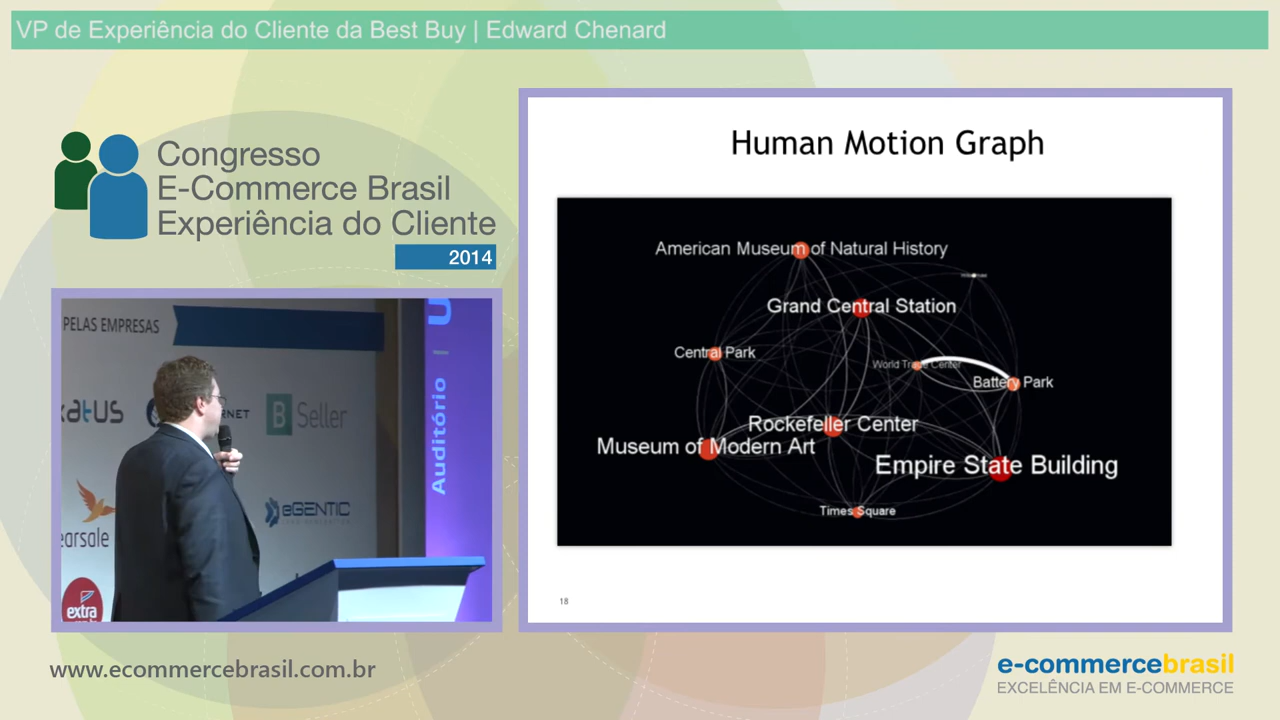 VP de Experiência do Cliente da Best Buy | Edward Chenard
Congresso
E-Commerce Brasil
Experiência do Cliente
2014
PELAS EMPRESAS
Seller
eGENTIC
extra
Auditório
Human Motion Graph
American Museum of Natural History
Grand Central Station
Central Park
World Trade Center
Battery Park
Rockefeller Center
Museum of Modern Art
Empire State Building
Times Square
18
www.ecommercebrasil.com.br
e-commercebrasil
EXCELÊNCIA EM E-COMMERCE